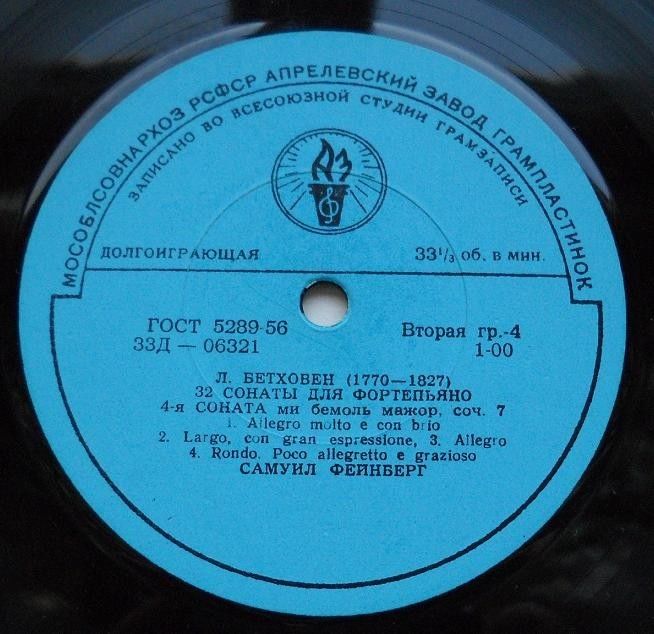 МОСОБЛСОВНАРХОЗ РСФСР АПРЕЛЕВСКИЙ ЗАВОД ГРАМПЛАСТИНОК
ЗАПИСАНО ВО ВСЕСОЮЗНОЙ СТУДИИ ГРАМЗАПИСИ
АЗ
ДОЛГОИГРАЮЩАЯ 33⅓ об. в мин.
ГОСТ 5289-56 Вторая гр.-4
33Д — 06321 1-00
Л. БЕТХОВЕН (1770—1827)
32 СОНАТЫ ДЛЯ ФОРТЕПЬЯНО
4-я СОНАТА ми бемоль мажор, соч. 7
1. Allegro molto e con brio
2. Largo, con gran espressione, 3. Allegro
4. Rondo. Poco allegretto e grazioso
САМУИЛ ФЕЙНБЕРГ